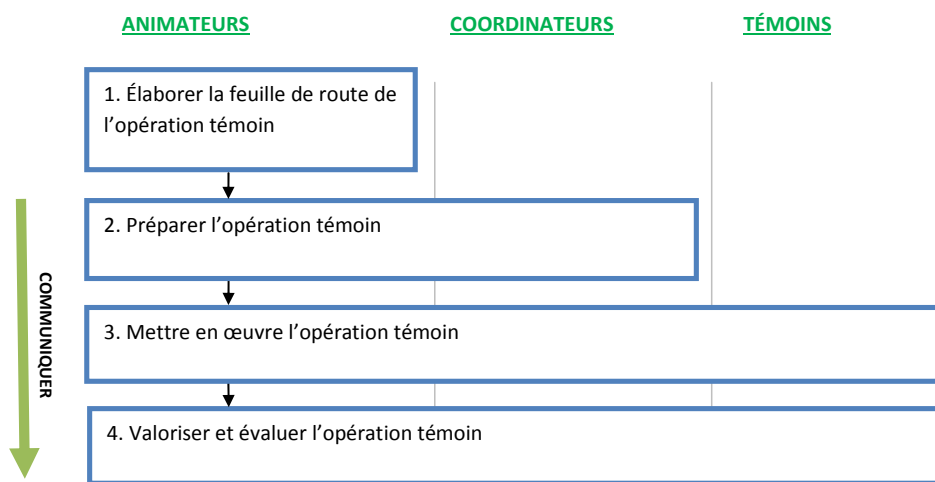 ANIMATEURS COORDINATEURS TÉMOINS
1. Élaborer la feuille de route de
l’opération témoin
2. Préparer l’opération témoin
COMMUNIQUER
3. Mettre en œuvre l’opération témoin
4. Valoriser et évaluer l’opération témoin